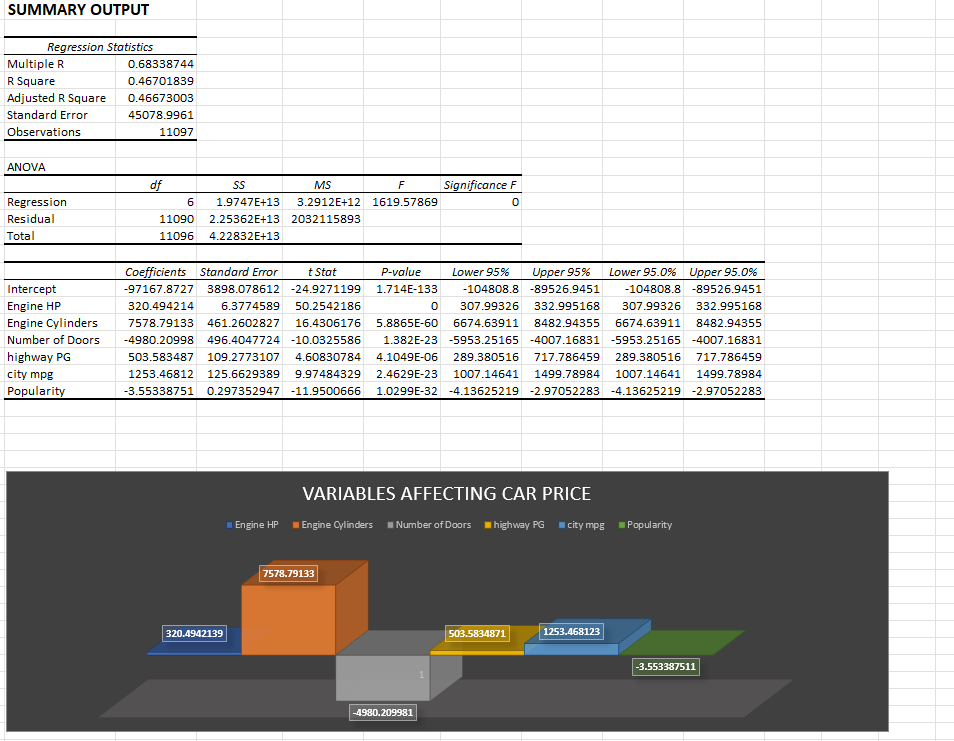 SUMMARY OUTPUT
Regression Statistics
Multiple R 0.68338744
R Square 0.46701839
Adjusted R Square 0.46673003
Standard Error 45078.9961
Observations 11097
ANOVA
df SS MS F Significance F
Regression 6 1.9747E+13 3.2912E+12 1619.57869 0
Residual 11090 2.25362E+13 2032115893
Total 11096 4.22832E+13
Coefficients Standard Error t Stat P-value Lower 95% Upper 95% Lower 95.0% Upper 95.0%
Intercept -97167.8727 3898.078612 -24.9271199 1.714E-133 -104808.8 -89526.9451 -104808.8 -89526.9451
Engine HP 320.494214 6.3774589 50.2542186 0 307.99326 332.995168 307.99326 332.995168
Engine Cylinders 7578.79133 461.2602827 16.4306176 5.8865E-60 6674.63911 8482.94355 6674.63911 8482.94355
Number of Doors -4980.20998 496.4047724 -10.0325586 1.382E-23 -5953.25165 -4007.16831 -5953.25165 -4007.16831
highway PG 503.583487 109.2773107 4.60830784 4.1049E-06 289.380516 717.786459 289.380516 717.786459
city mpg 1253.46812 125.6629389 9.97484329 2.4629E-23 1007.14641 1499.78984 1007.14641 1499.78984
Popularity -3.55338751 0.297352947 -11.9500666 1.0299E-32 -4.13625219 -2.97052283 -4.13625219 -2.97052283
VARIABLES AFFECTING CAR PRICE
Engine HP Engine Cylinders Number of Doors highway PG city mpg Popularity
7578.79133
320.4942139 503.5834871 1253.468123
-3.553387511
1
-4980.209981